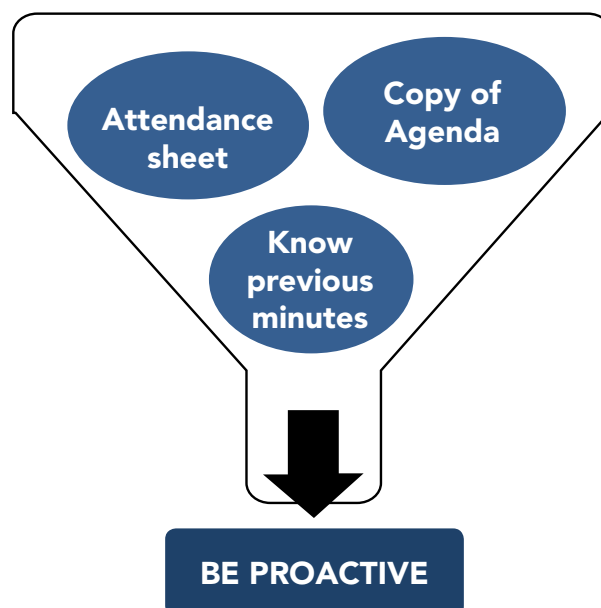 Attendance
sheet
Copy of
Agenda
Know
previous
minutes
BE PROACTIVE